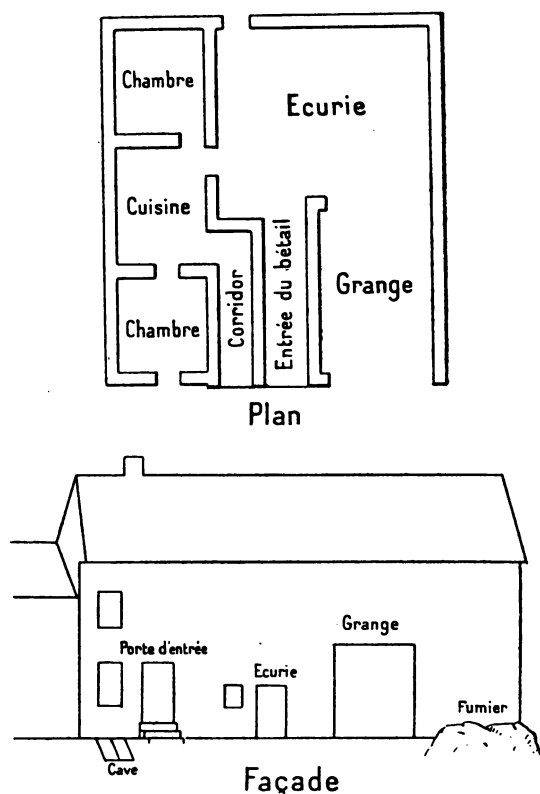 Chambre
Ecurie
Cuisine
Corridor
Entrée du bétail
Grange
Chambre
Plan
Grange
Porte d'entrée
Ecurie
Fumier
Cave
Façade